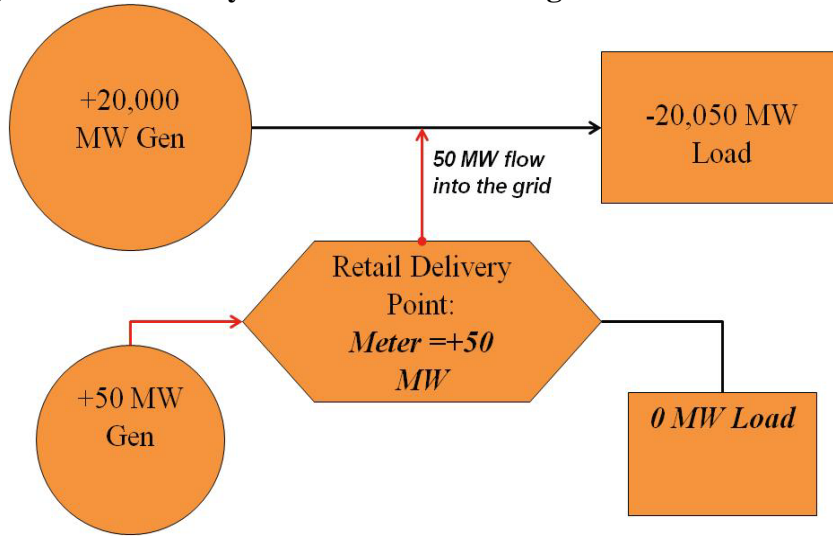 +20,000
MW Gen
-20,050 MW
Load
50 MW flow
into the grid
Retail Delivery
Point:
Meter =+50
MW
+50 MW
Gen
0 MW Load